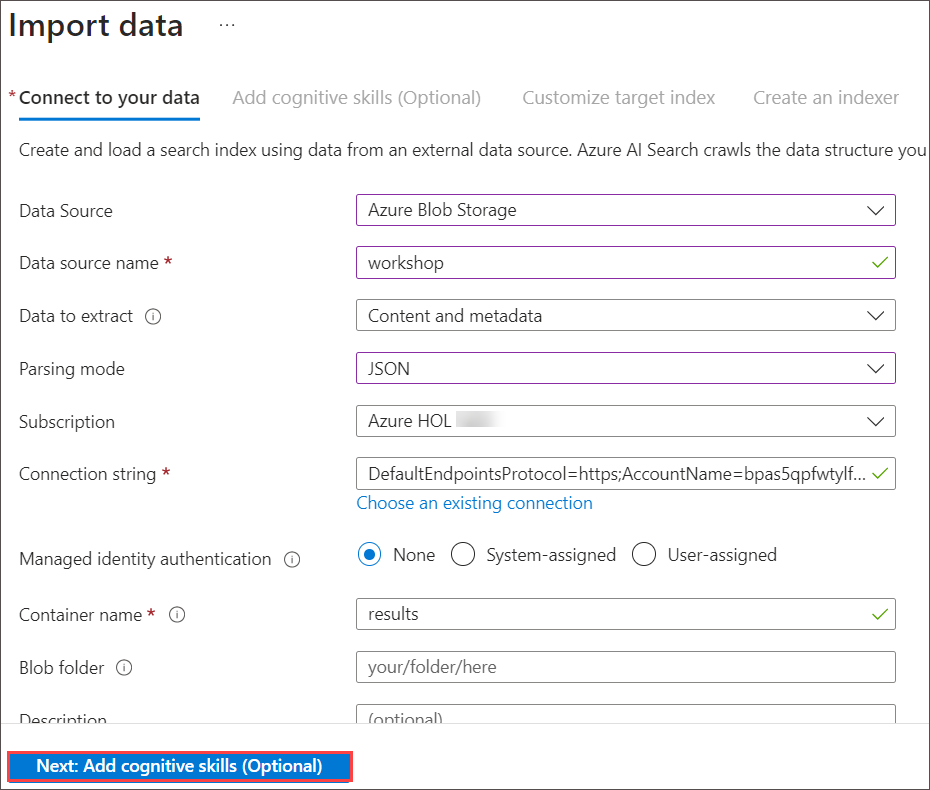 Import data ...
* Connect to your data Add cognitive skills (Optional) Customize target index Create an indexer
Create and load a search index using data from an external data source. Azure AI Search crawls the data structure you
Data Source Azure Blob Storage
Data source name * workshop
Data to extract Content and metadata
Parsing mode JSON
Subscription Azure HOL
Connection string * DefaultEndpointsProtocol=https;AccountName=bpas5qpfwtylf...
Choose an existing connection
Managed identity authentication None System-assigned User-assigned
Container name * results
Blob folder your/folder/here
Description (optional)
Next: Add cognitive skills (Optional)